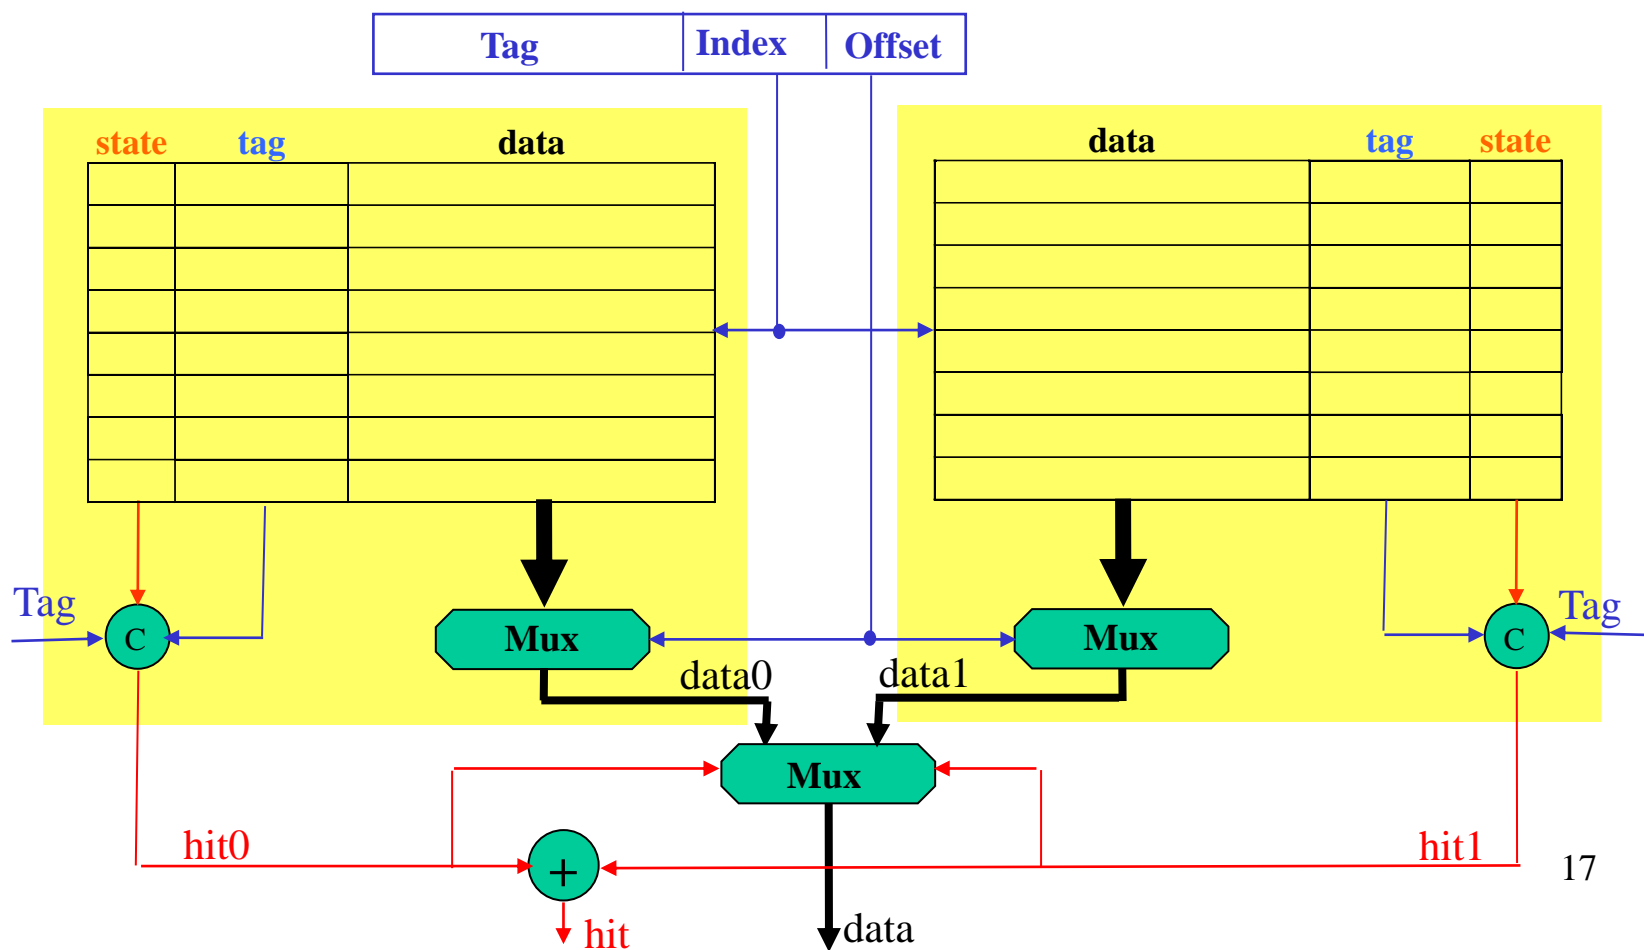 Tag Index Offset
state tag data data tag state
Tag C Mux Mux C Tag
data0 data1
Mux
hit0 + hit1 17
hit data